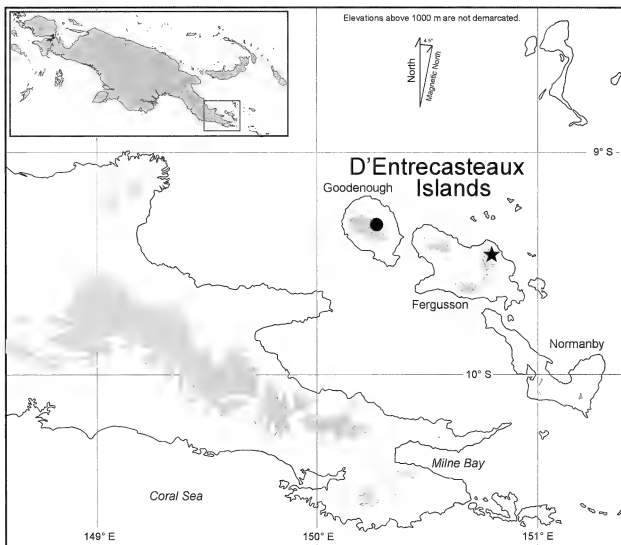 Elevations above 1000 m are not demarcated.
4.5°
North
Magnetic North
9° S
D'Entrecasteaux
Islands
Goodenough
Fergusson
Normanby
10° S
Milne Bay
Coral Sea
149° E
150° E
151° E